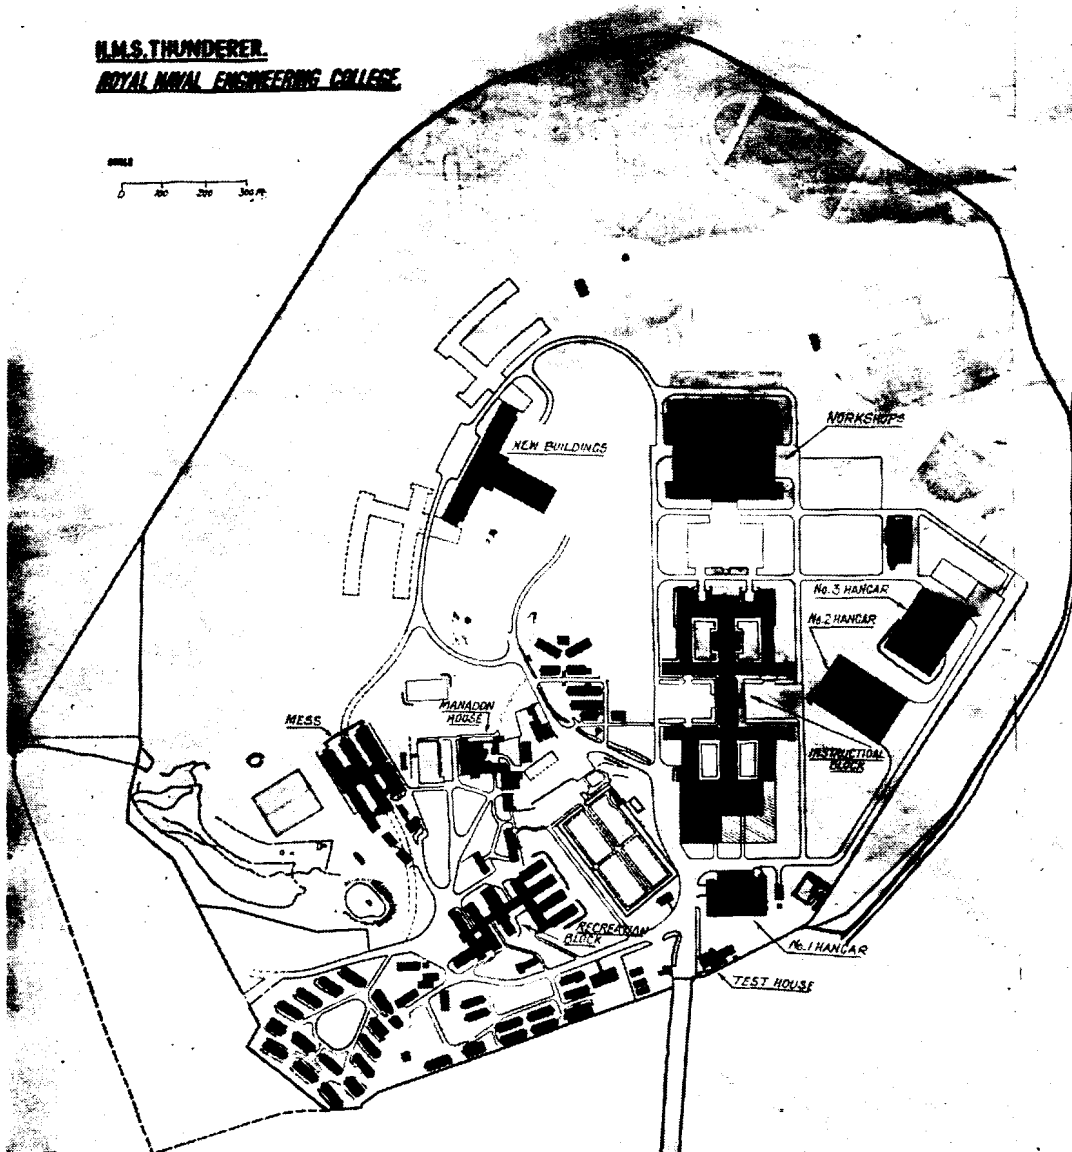 H.M.S. THUNDERER.
ROYAL NAVAL ENGINEERING COLLEGE.
SCALE
0 100 200 300 Ft.
WORKSHOPS
NEW BUILDINGS
No. 3 HANGAR
No. 2 HANGAR
MANADON
HOUSE
MESS
INSTRUCTIONAL
BLOCK
RECREATION
BLOCK
No. 1 HANGAR
TEST HOUSE